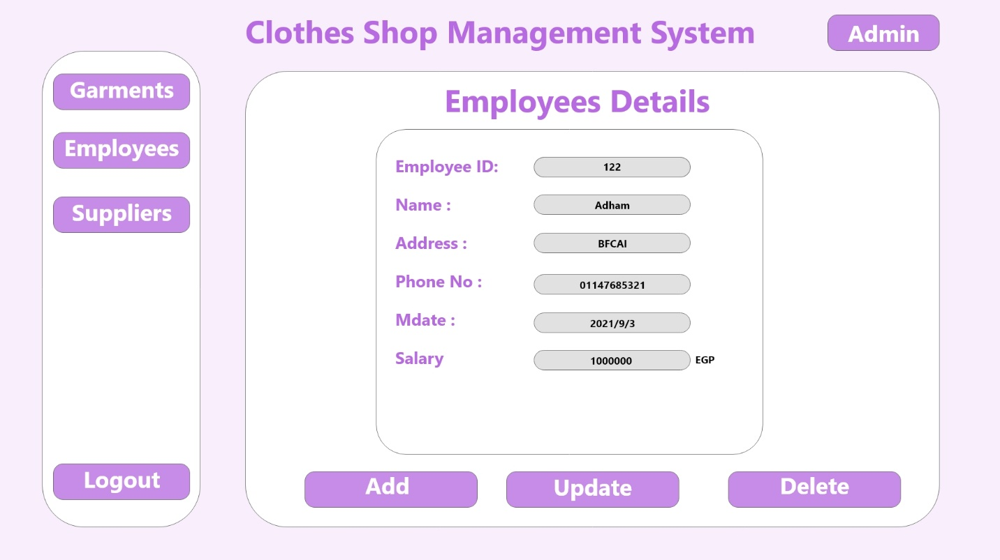 Clothes Shop Management System
Admin
Garments
Employees
Suppliers
Logout
Employees Details
Employee ID: 122
Name : Adham
Address : BFCAI
Phone No : 01147685321
Mdate : 2021/9/3
Salary 1000000 EGP
Add Update Delete